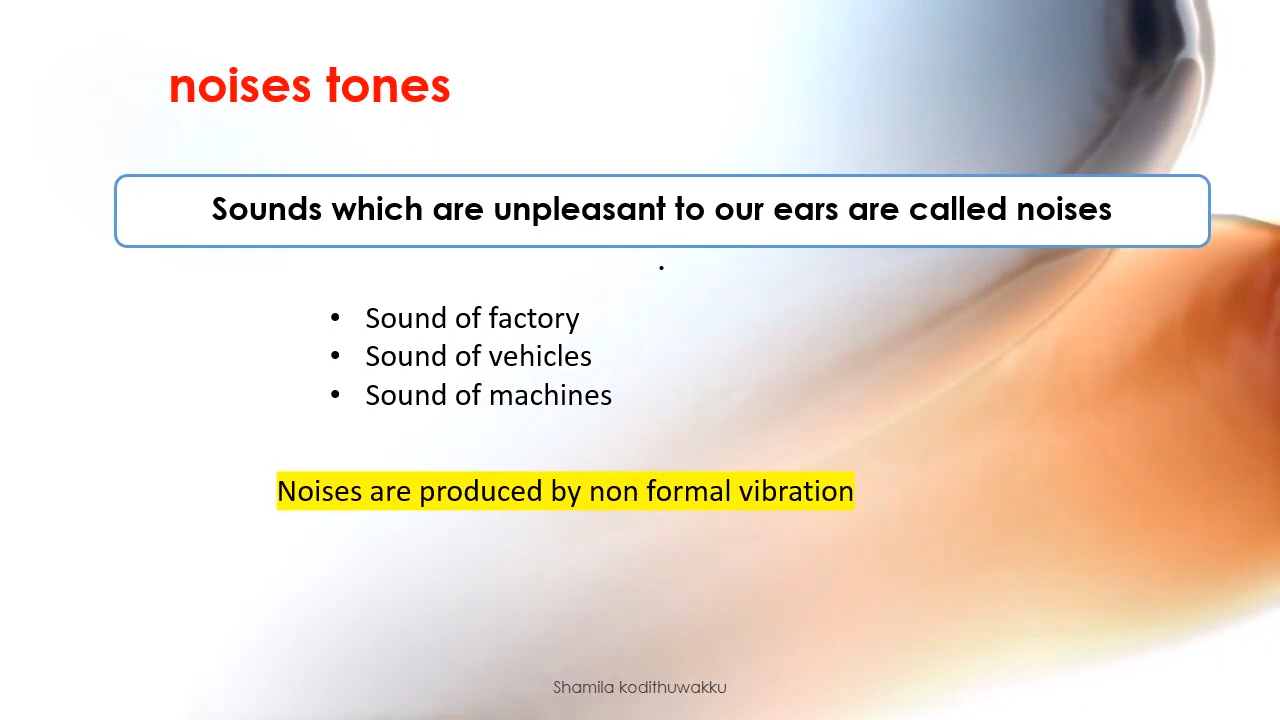 noises tones
Sounds which are unpleasant to our ears are called noises
.
• Sound of factory
• Sound of vehicles
• Sound of machines
Noises are produced by non formal vibration
Shamila kodithuwakku